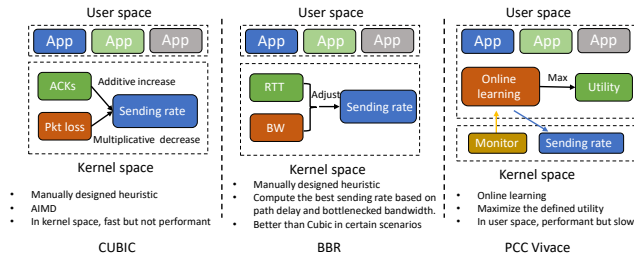 User space
App App App
ACKs
Additive increase
Sending rate
Pkt loss
Multiplicative decrease
Kernel space
• Manually designed heuristic
• AIMD
• In kernel space, fast but not performant
CUBIC
User space
App App App
RTT
Adjust
Sending rate
BW
Kernel space
• Manually designed heuristic
• Compute the best sending rate based on
path delay and bottlenecked bandwidth.
• Better than Cubic in certain scenarios
BBR
User space
App App App
Online
learning
Max
Utility
Monitor
Sending rate
Kernel space
• Online learning
• Maximize the defined utility
• In user space, performant but slow
PCC Vivace